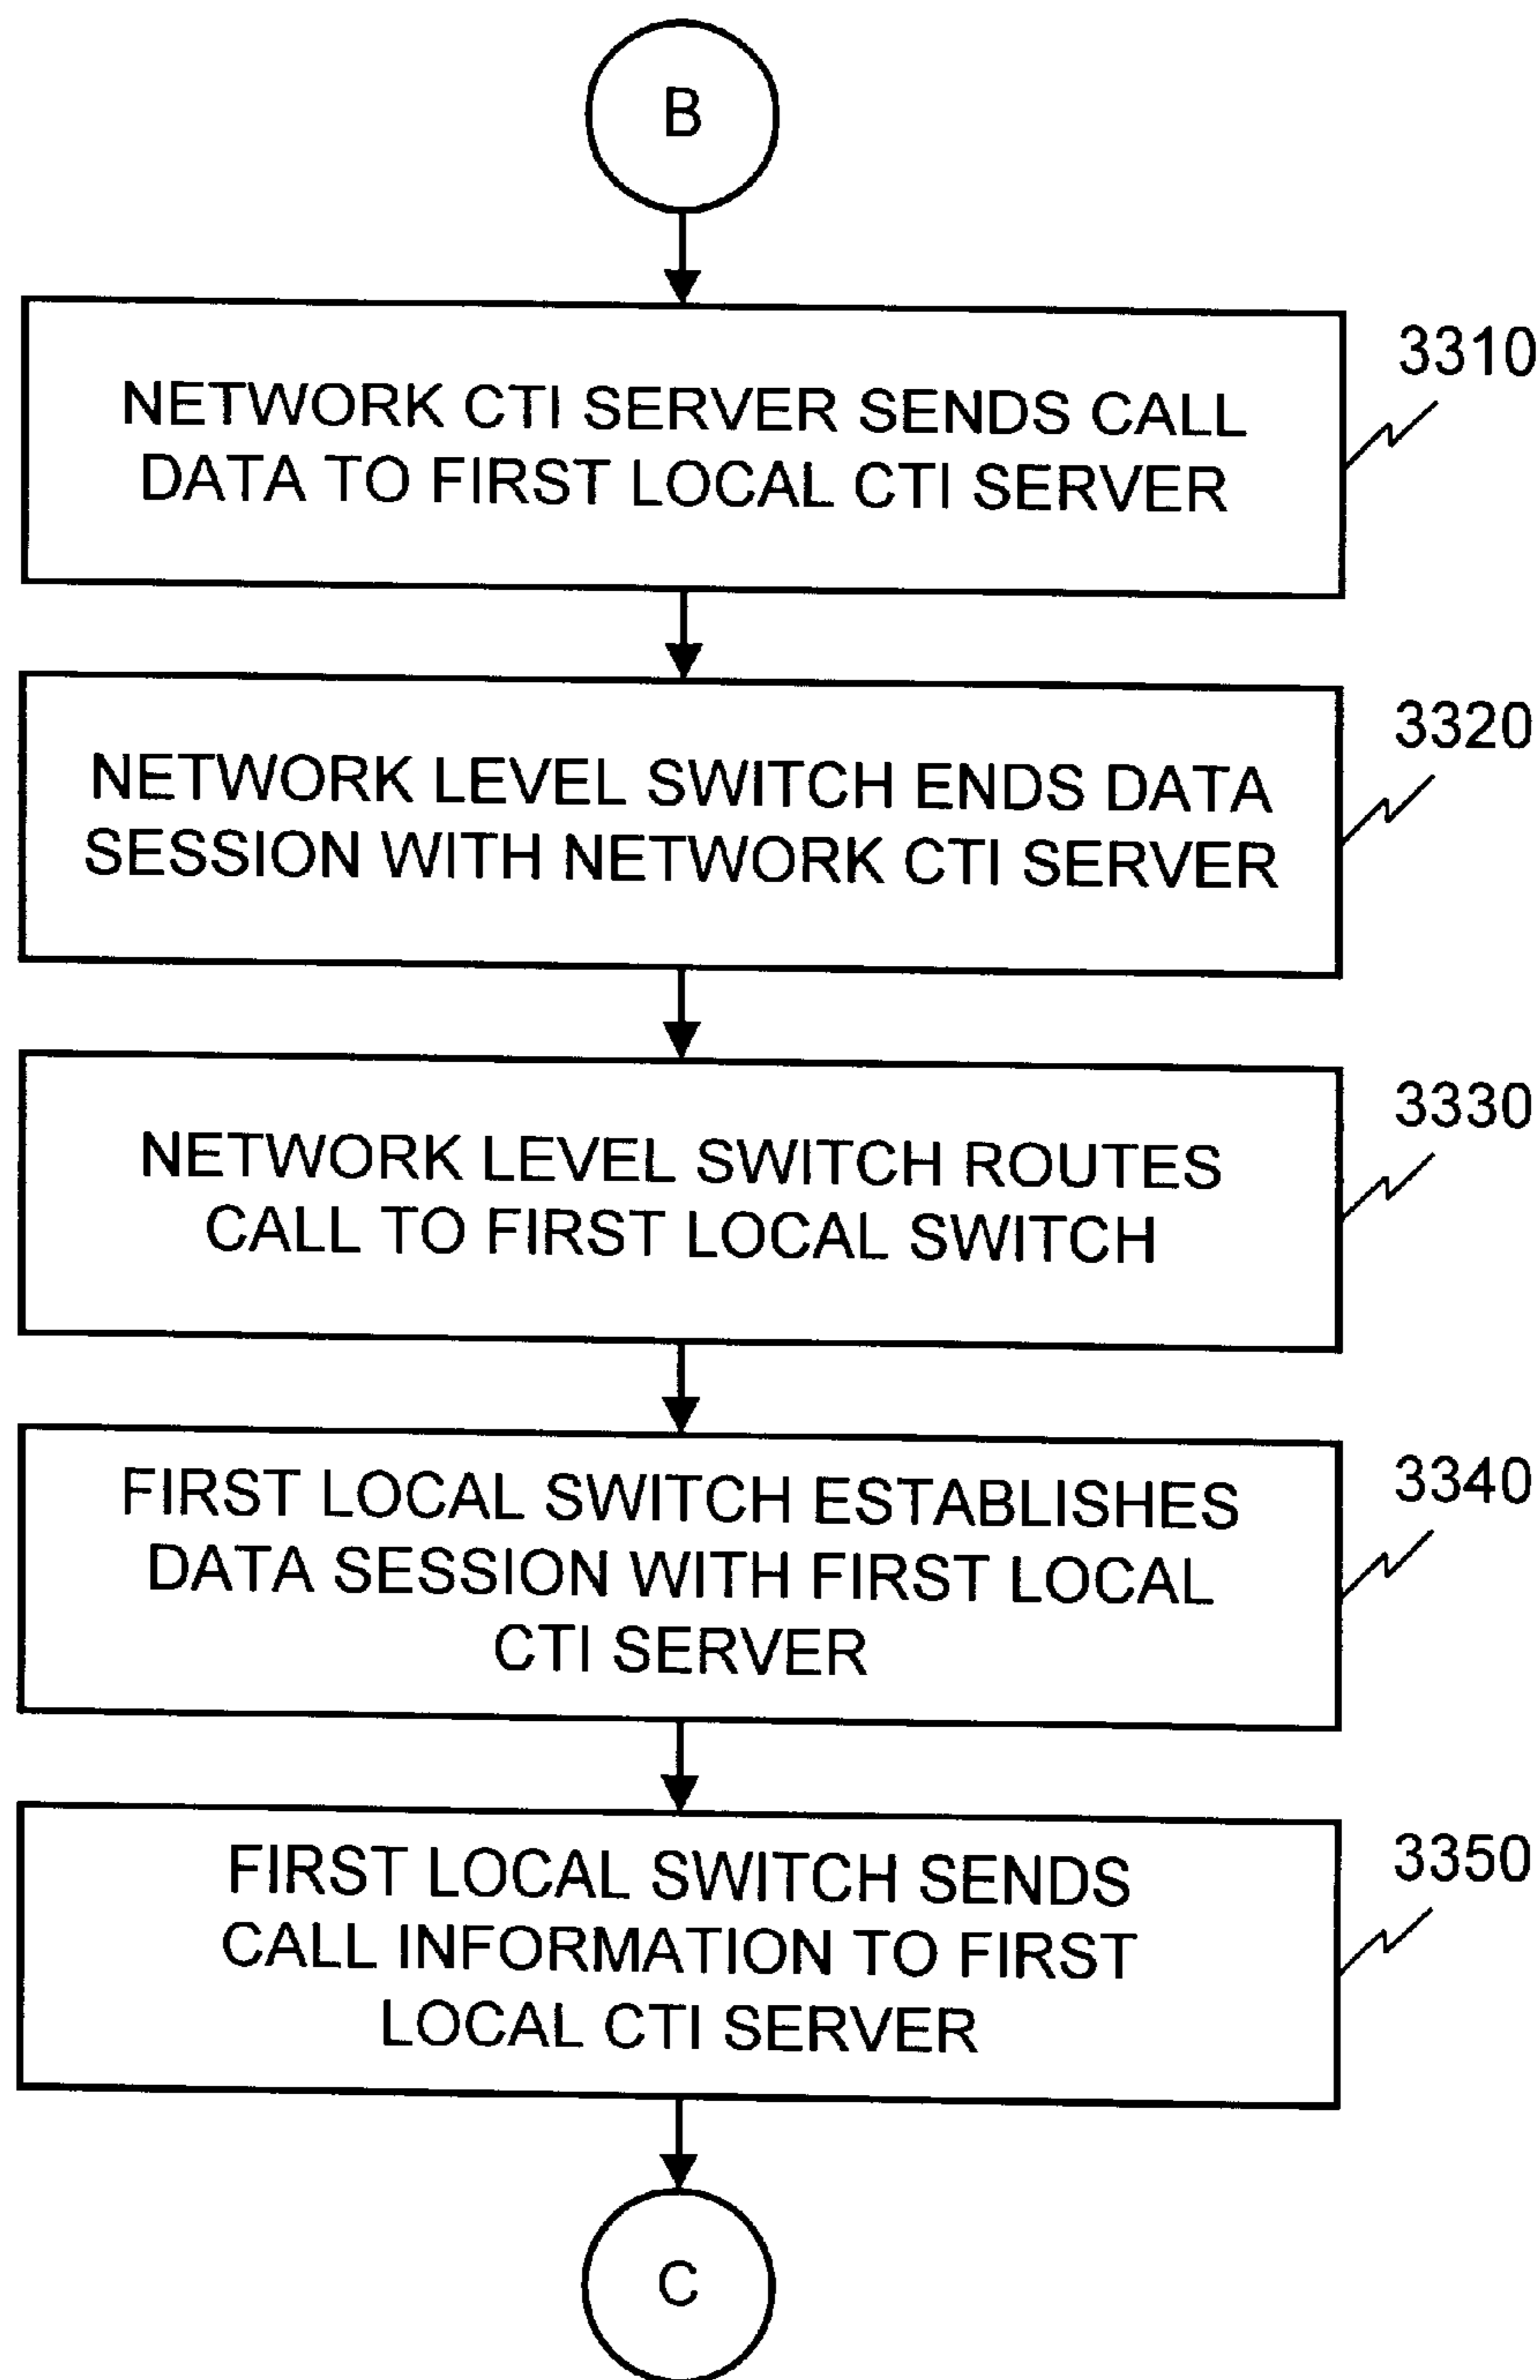 B
3310
NETWORK CTI SERVER SENDS CALL
DATA TO FIRST LOCAL CTI SERVER
3320
NETWORK LEVEL SWITCH ENDS DATA
SESSION WITH NETWORK CTI SERVER
3330
NETWORK LEVEL SWITCH ROUTES
CALL TO FIRST LOCAL SWITCH
3340
FIRST LOCAL SWITCH ESTABLISHES
DATA SESSION WITH FIRST LOCAL
CTI SERVER
3350
FIRST LOCAL SWITCH SENDS
CALL INFORMATION TO FIRST
LOCAL CTI SERVER
C